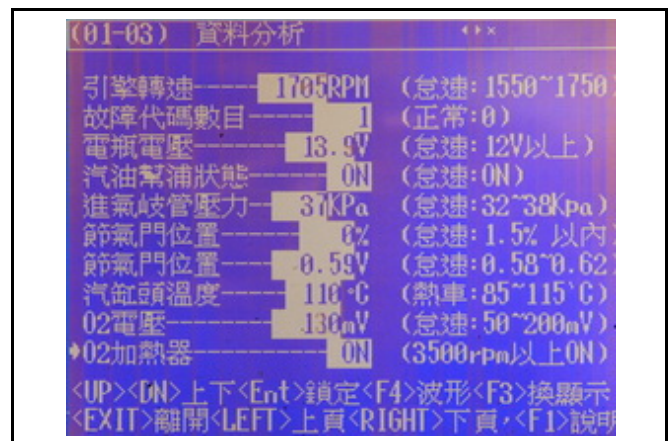 (01-03) 資料分析
引擎轉速-----1705RPM (怠速:1550~1750)
故障代碼數目----1 (正常:0)
電瓶電壓------13.9V (怠速:12V以上)
汽油幫浦狀態-----ON (怠速:ON)
進氣歧管壓力--37KPa (怠速:32~38Kpa)
節氣門位置------0% (怠速:1.5% 以內)
節氣門位置-----0.59V (怠速:0.58~0.62)
汽缸頭溫度-----110°C (熱車:85~115`C)
O2電壓--------130mV (怠速:50~200mV)
♦O2加熱器--------ON (3500rpm以上ON)
<UP><DN>上下<Ent>鎖定<F4>波形<F3>換顯示
<EXIT>離開<LEFT>上頁<RIGHT>下頁,<F1>說明